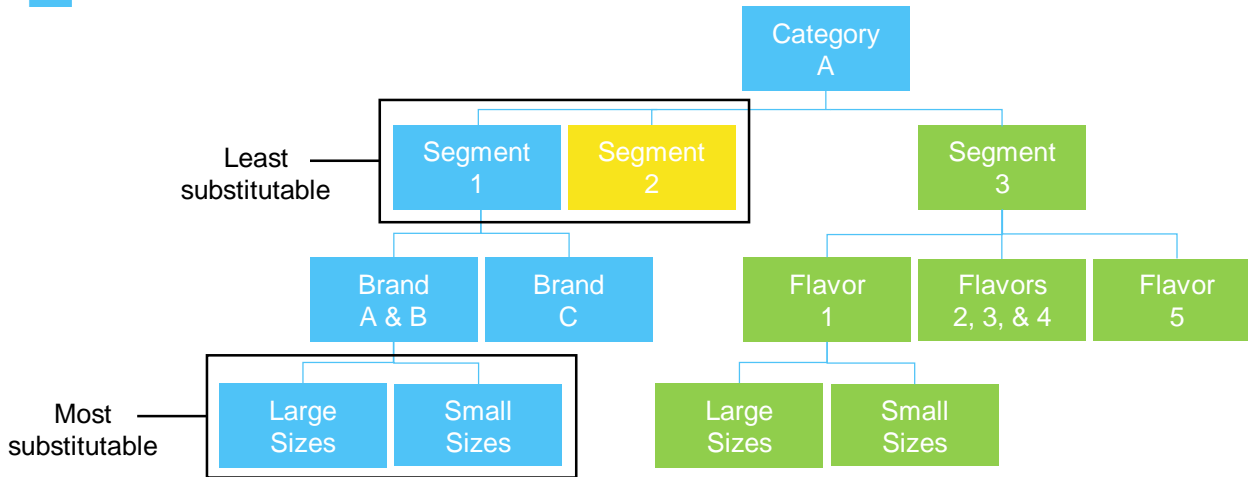 Category
A
Least
substitutable
Segment
1
Segment
2
Segment
3
Brand
A & B
Brand
C
Flavor
1
Flavors
2, 3, & 4
Flavor
5
Most
substitutable
Large
Sizes
Small
Sizes
Large
Sizes
Small
Sizes